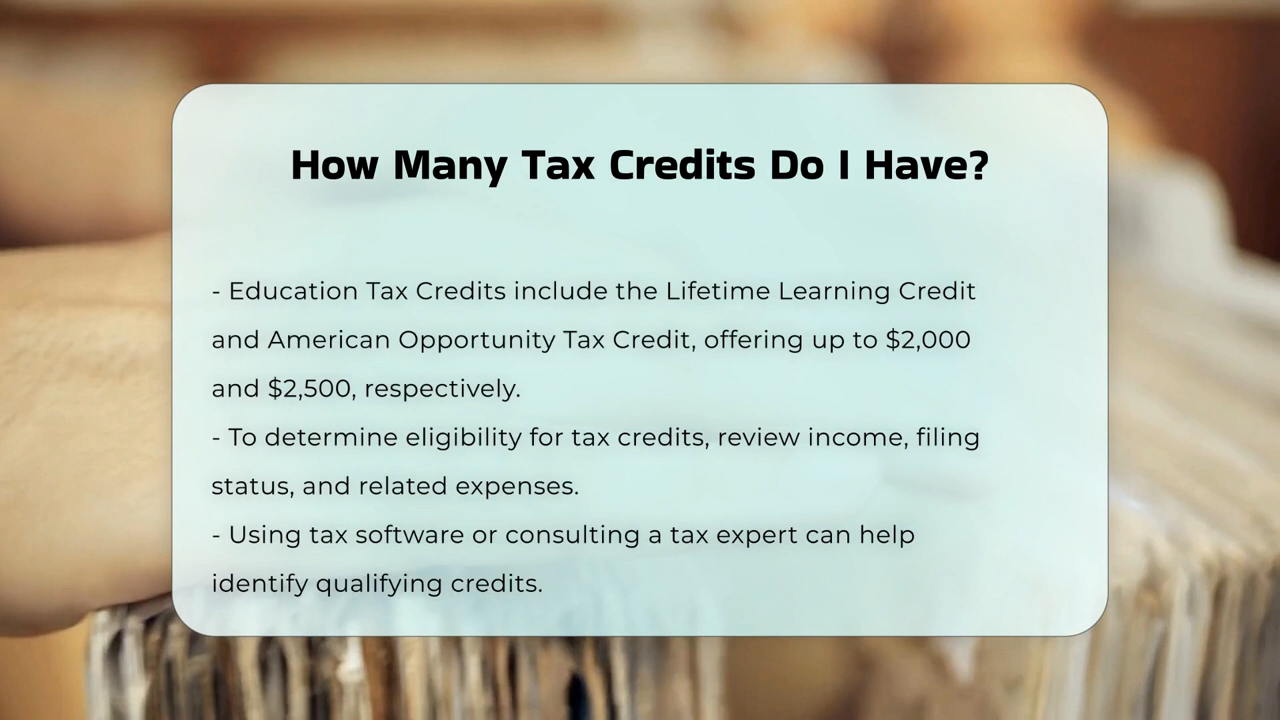 How Many Tax Credits Do I Have?
- Education Tax Credits include the Lifetime Learning Credit
and American Opportunity Tax Credit, offering up to $2,000
and $2,500, respectively.
- To determine eligibility for tax credits, review income, filing
status, and related expenses.
- Using tax software or consulting a tax expert can help
identify qualifying credits.